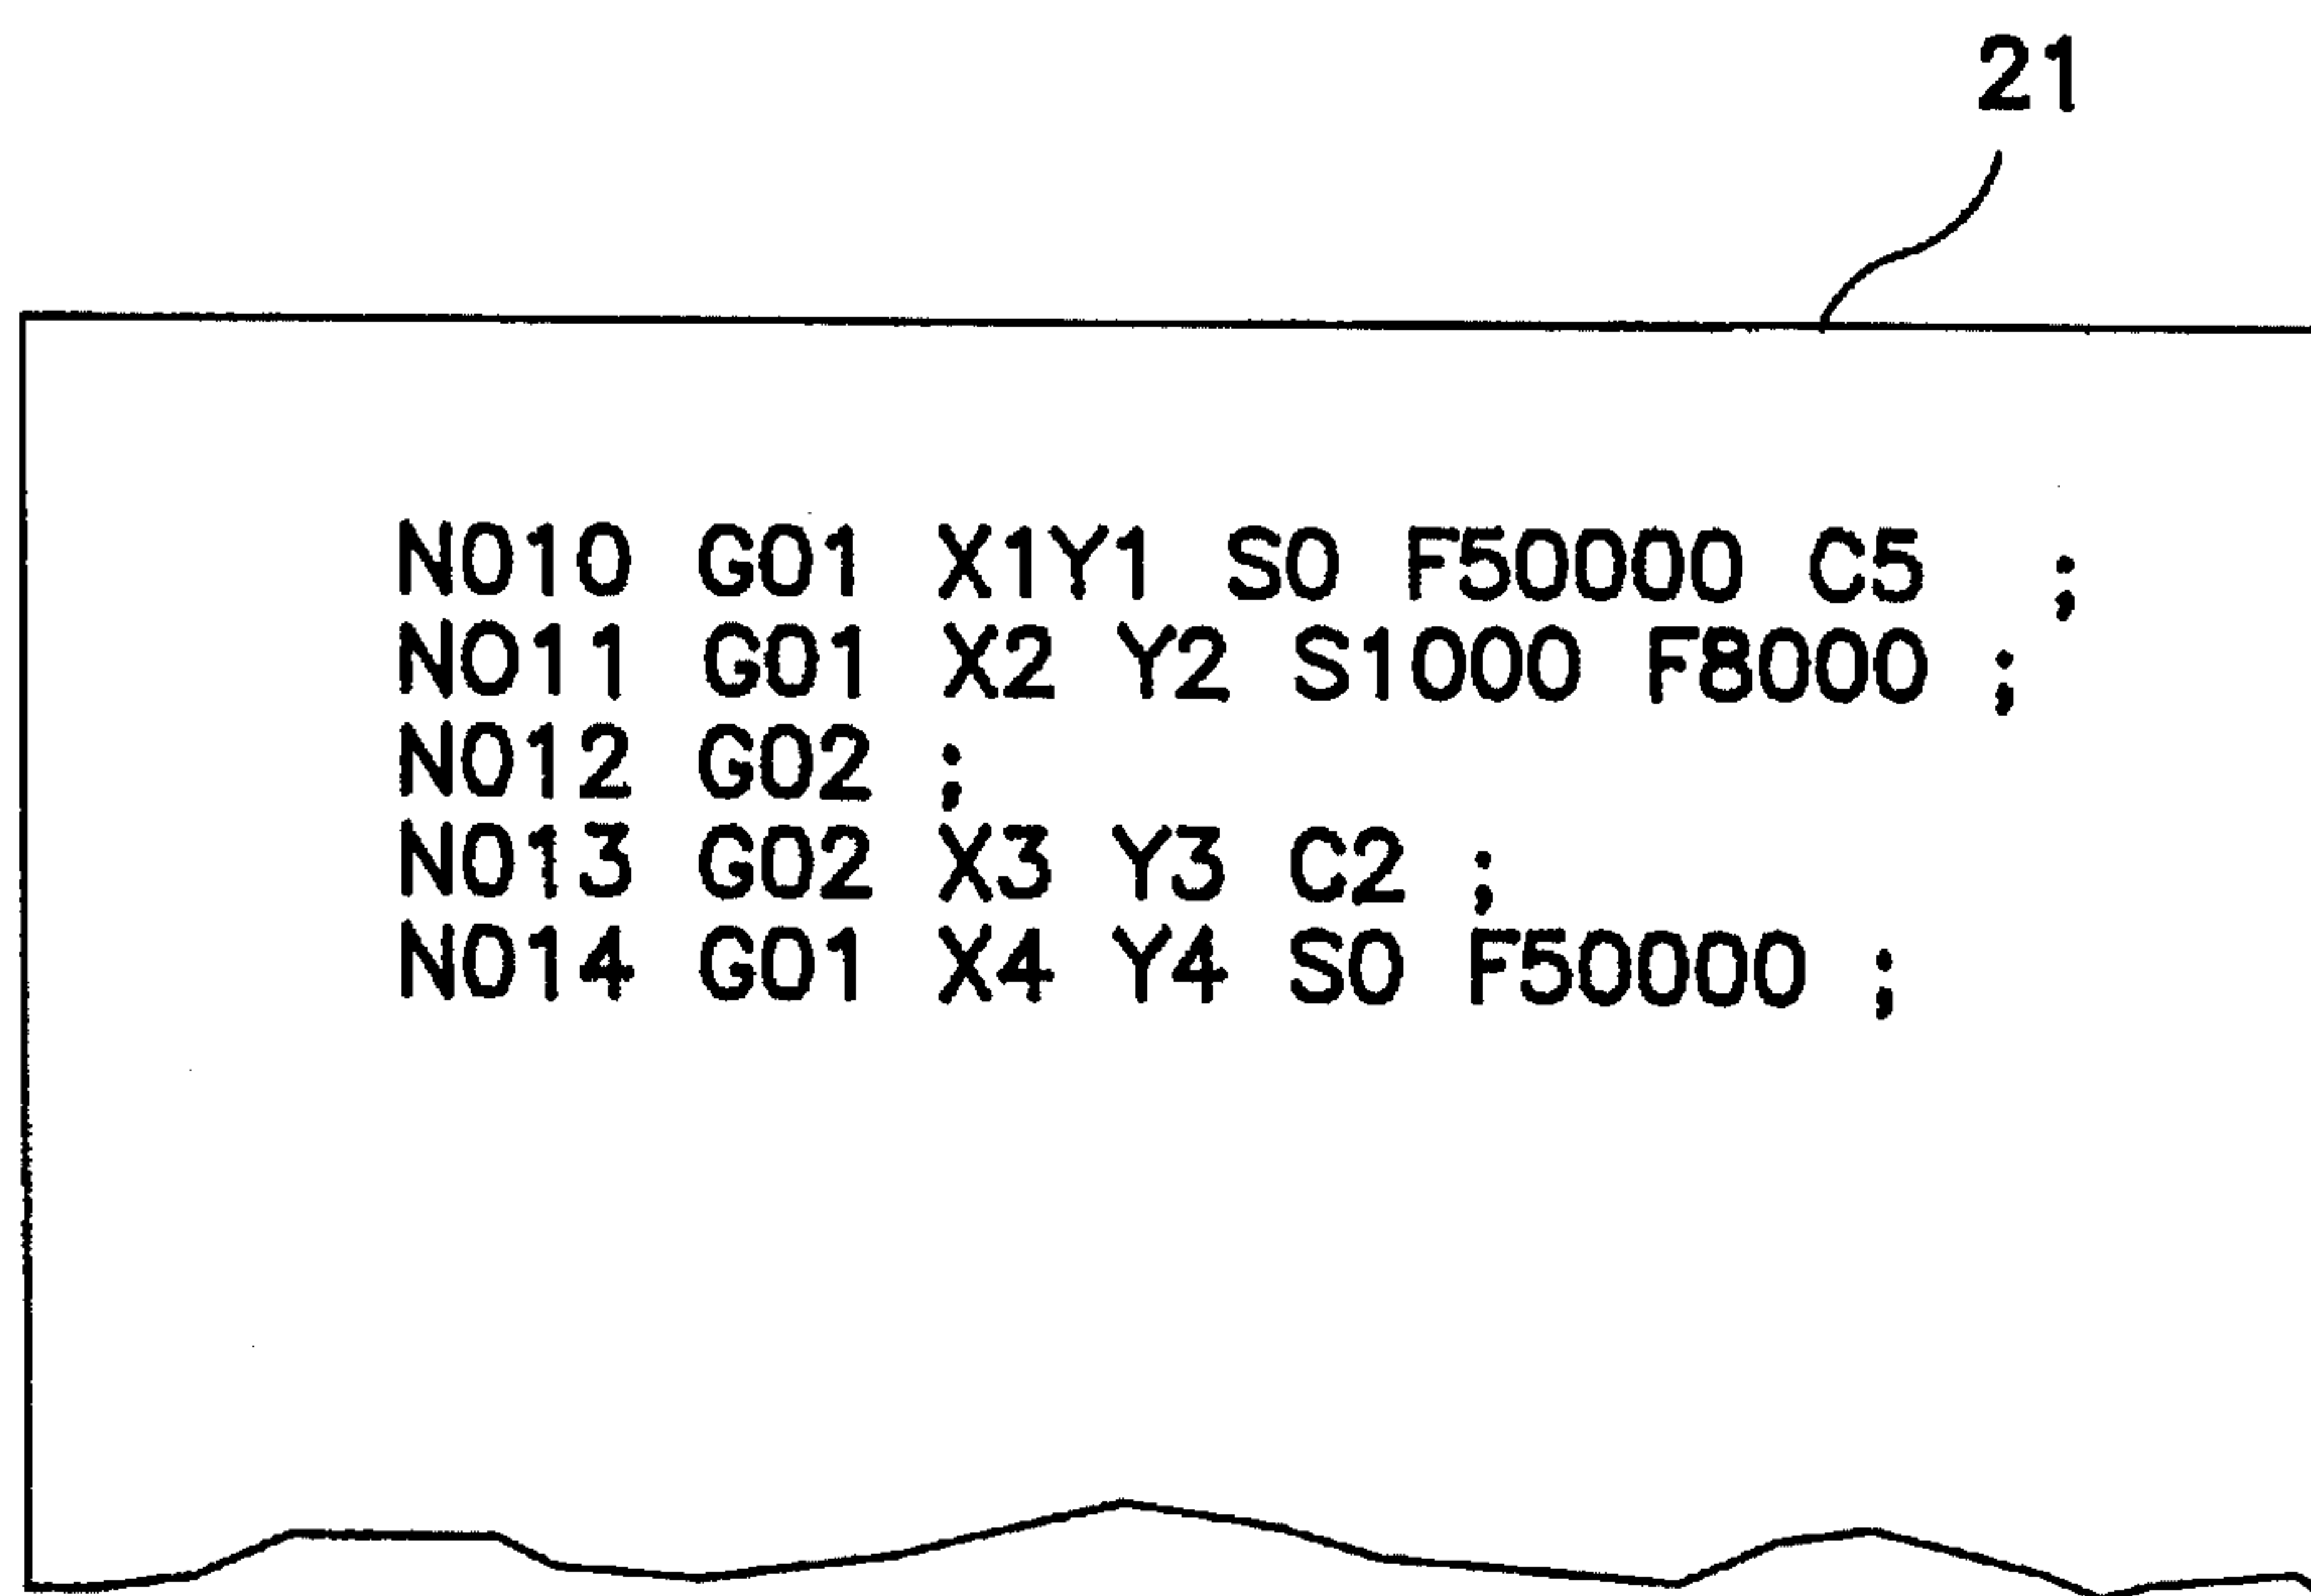 21
N010 G01 X1Y1 S0 F50000 C5 ;
N011 G01 X2 Y2 S1000 F8000 ;
N012 G02 ;
N013 G02 X3 Y3 C2 ;
N014 G01 X4 Y4 S0 F50000 ;